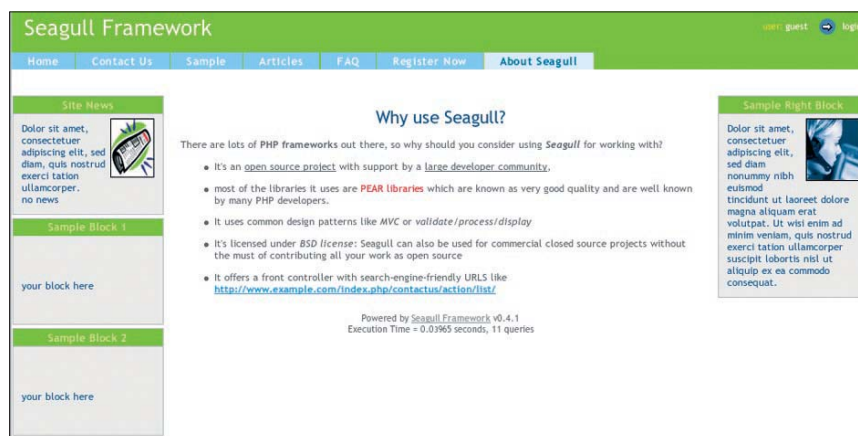 Seagull Framework
user: guest login
Home Contact Us Sample Articles FAQ Register Now About Seagull
Site News
Dolor sit amet,
consectetuer
adipiscing elit, sed
diam, quis nostrud
exerci tation
ullamcorper.
no news
Sample Block 1
your block here
Sample Block 2
your block here
Why use Seagull?
There are lots of PHP frameworks out there, so why should you consider using Seagull for working with?
It's an open source project with support by a large developer community,
most of the libraries it uses are PEAR libraries which are known as very good quality and are well known
by many PHP developers.
It uses common design patterns like MVC or validate/process/display
It's licensed under BSD license: Seagull can also be used for commercial closed source projects without
the must of contributing all your work as open source
It offers a front controller with search-engine-friendly URLS like
http://www.example.com/index.php/contactus/action/list/
Powered by Seagull Framework v0.4.1
Execution Time = 0.03965 seconds, 11 queries
Sample Right Block
Dolor sit amet,
consectetuer
adipiscing elit,
sed diam
nonummy nibh
euismod
tincidunt ut laoreet dolore
magna aliquam erat
volutpat. Ut wisi enim ad
minim veniam, quis nostrud
exerci tation ullamcorper
suscipit lobortis nisl ut
aliquip ex ea commodo
consequat.